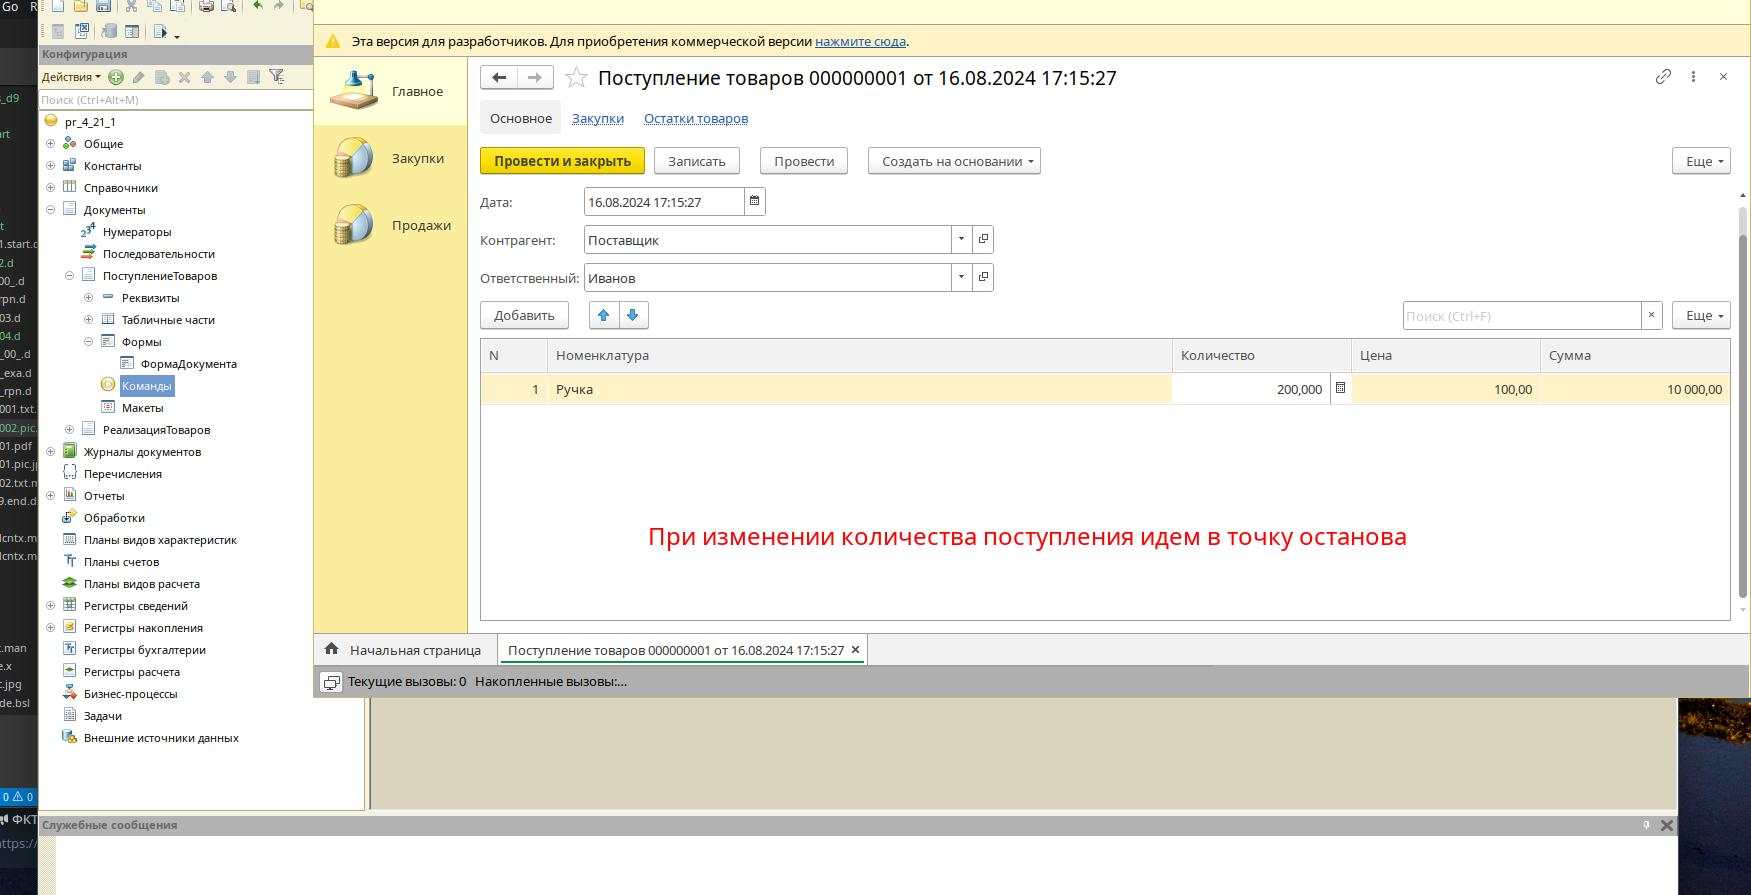 Go
Конфигурация
Действия
Поиск (Ctrl+Alt+M)
pr_4_21_1
Общие
Константы
Справочники
Документы
Нумераторы
Последовательности
ПоступлениеТоваров
Реквизиты
Табличные части
Формы
ФормаДокумента
Команды
Макеты
РеализацияТоваров
Журналы документов
Перечисления
Отчеты
Обработки
Планы видов характеристик
Планы счетов
Планы видов расчета
Регистры сведений
Регистры накопления
Регистры бухгалтерии
Регистры расчета
Бизнес-процессы
Задачи
Внешние источники данных
Эта версия для разработчиков. Для приобретения коммерческой версии нажмите сюда.
Главное
Закупки
Продажи
Поступление товаров 000000001 от 16.08.2024 17:15:27
Основное Закупки Остатки товаров
Провести и закрыть Записать Провести Создать на основании Еще
Дата: 16.08.2024 17:15:27
Контрагент: Поставщик
Ответственный: Иванов
Добавить Поиск (Ctrl+F) × Еще
N Номенклатура Количество Цена Сумма
1 Ручка 200,000 100,00 10 000,00
При изменении количества поступления идем в точку останова
Начальная страница Поступление товаров 000000001 от 16.08.2024 17:15:27 ×
Текущие вызовы: 0 Накопленные вызовы:...
Служебные сообщения
_d9
art
1.start.d
2.d
00_.d
rpn.d
03.d
04.d
_00_.d
_exa.d
_rpn.d
001.txt.
002.pic.
01.pdf
01.pic.j
02.txt.m
9.end.d
lcntx.m
lcntx.m
t.man
e.x
c.jpg
de.bsl
0 0
ФКТ
https:/